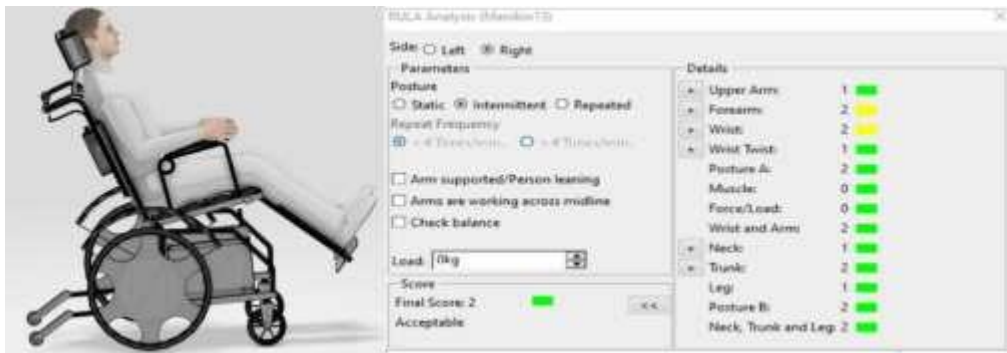 RULA Analysis (Manikin13)
Side: Left Right
Parameters
Posture
Static Intermittent Repeated
Repeat Frequency
Arm supported/Person leaning
Arms are working across midline
Check balance
Load: 0kg
Score
Final Score: 2 <<
Acceptable
Details
+ Upper Arm: 1
+ Forearm: 2
+ Wrist: 2
+ Wrist Twist: 1
Posture A: 2
Muscle: 0
Force/Load: 0
Wrist and Arm: 2
+ Neck: 1
+ Trunk: 2
Leg: 1
Posture B: 2
Neck, Trunk and Leg: 2